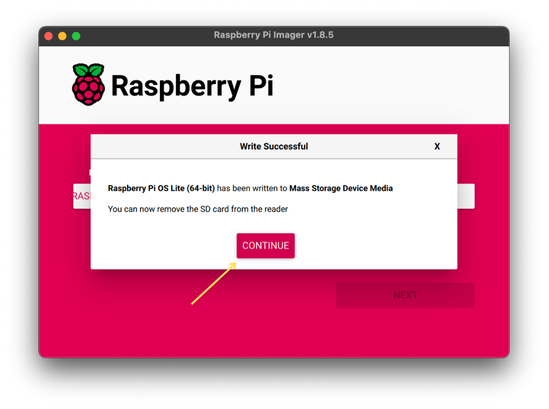 Raspberry Pi Imager v1.8.5
Raspberry Pi
Write Successful X
Raspberry Pi OS Lite (64-bit) has been written to Mass Storage Device Media
RAS
You can now remove the SD card from the reader
CONTINUE
NEXT